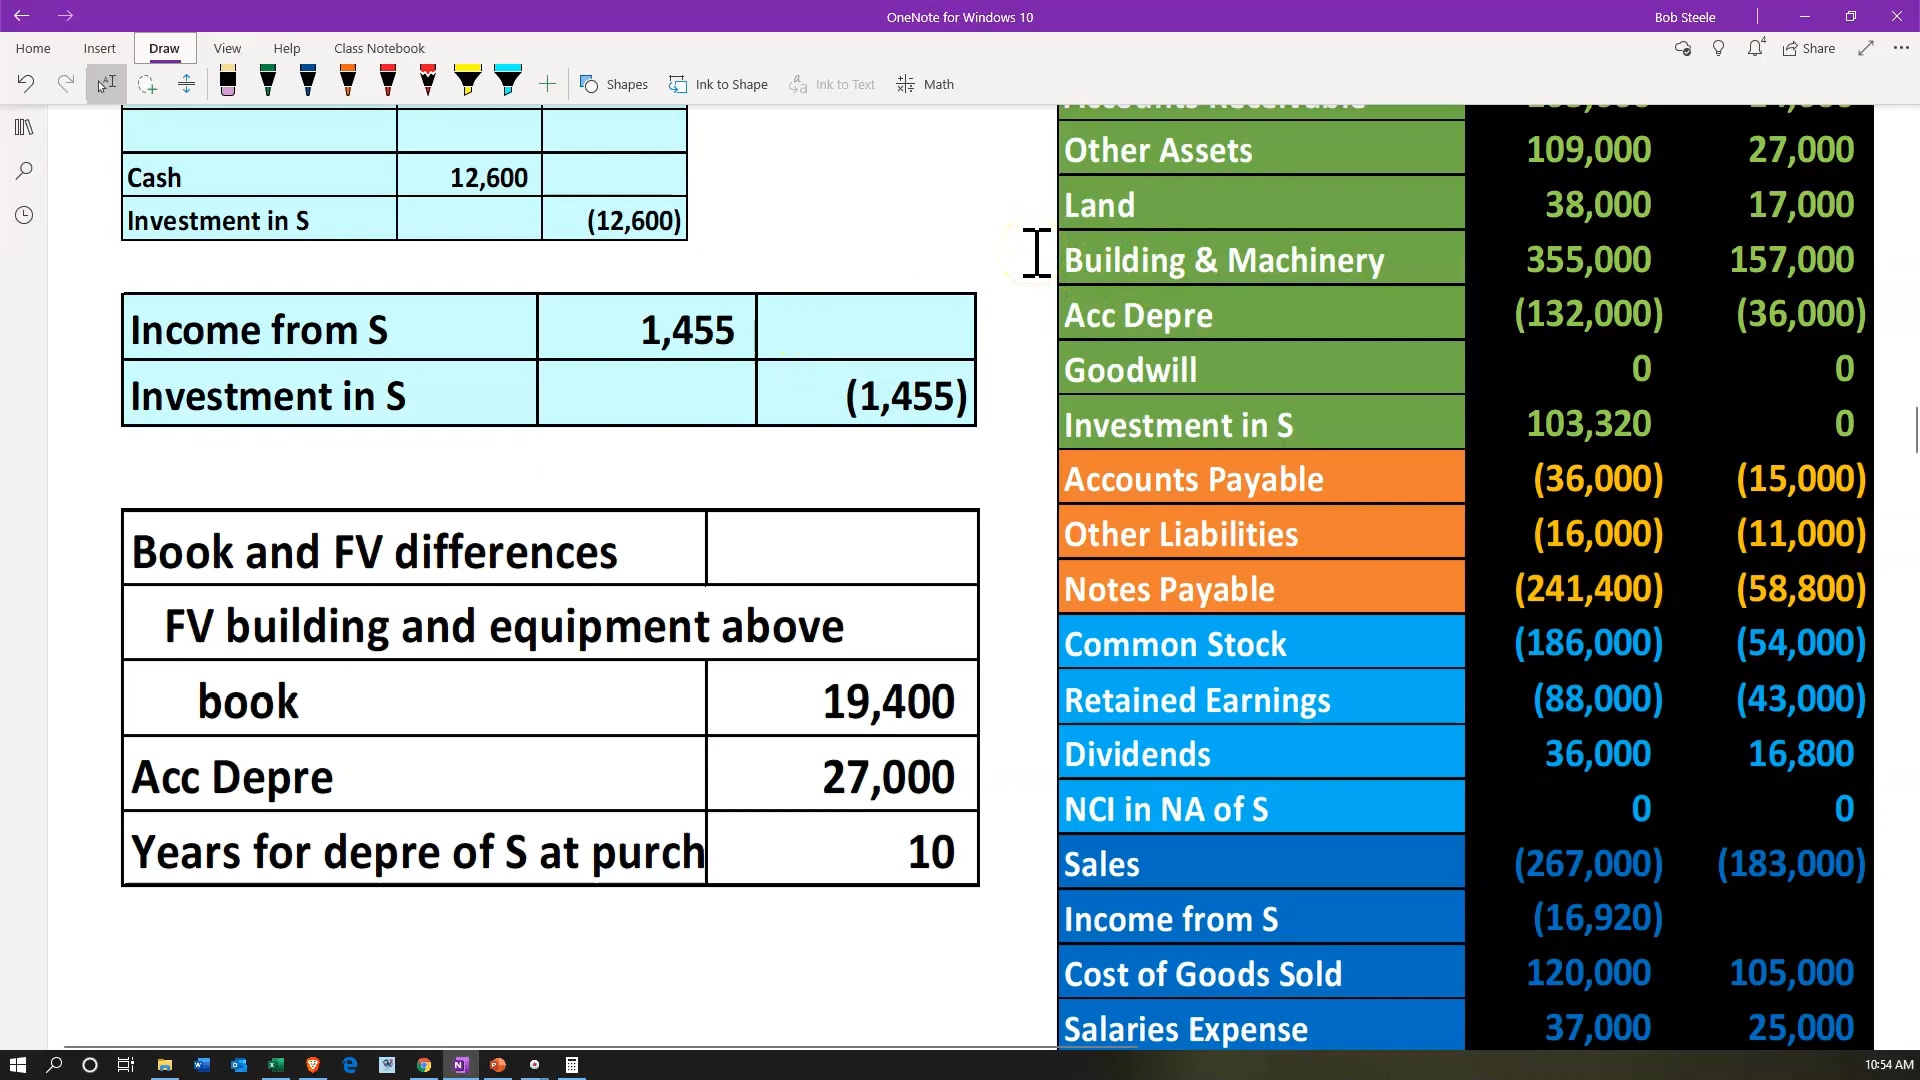 OneNote for Windows 10
Bob Steele
Home Insert Draw View Help Class Notebook
4 Share
Shapes Ink to Shape Ink to Text Math
Cash 12,600
Investment in S (12,600)
Income from S 1,455
Investment in S (1,455)
Book and FV differences
FV building and equipment above
book 19,400
Acc Depre 27,000
Years for depre of S at purch 10
Other Assets 109,000 27,000
Land 38,000 17,000
Building & Machinery 355,000 157,000
Acc Depre (132,000) (36,000)
Goodwill 0 0
Investment in S 103,320 0
Accounts Payable (36,000) (15,000)
Other Liabilities (16,000) (11,000)
Notes Payable (241,400) (58,800)
Common Stock (186,000) (54,000)
Retained Earnings (88,000) (43,000)
Dividends 36,000 16,800
NCI in NA of S 0 0
Sales (267,000) (183,000)
Income from S (16,920)
Cost of Goods Sold 120,000 105,000
Salaries Expense 37,000 25,000
10:54 AM